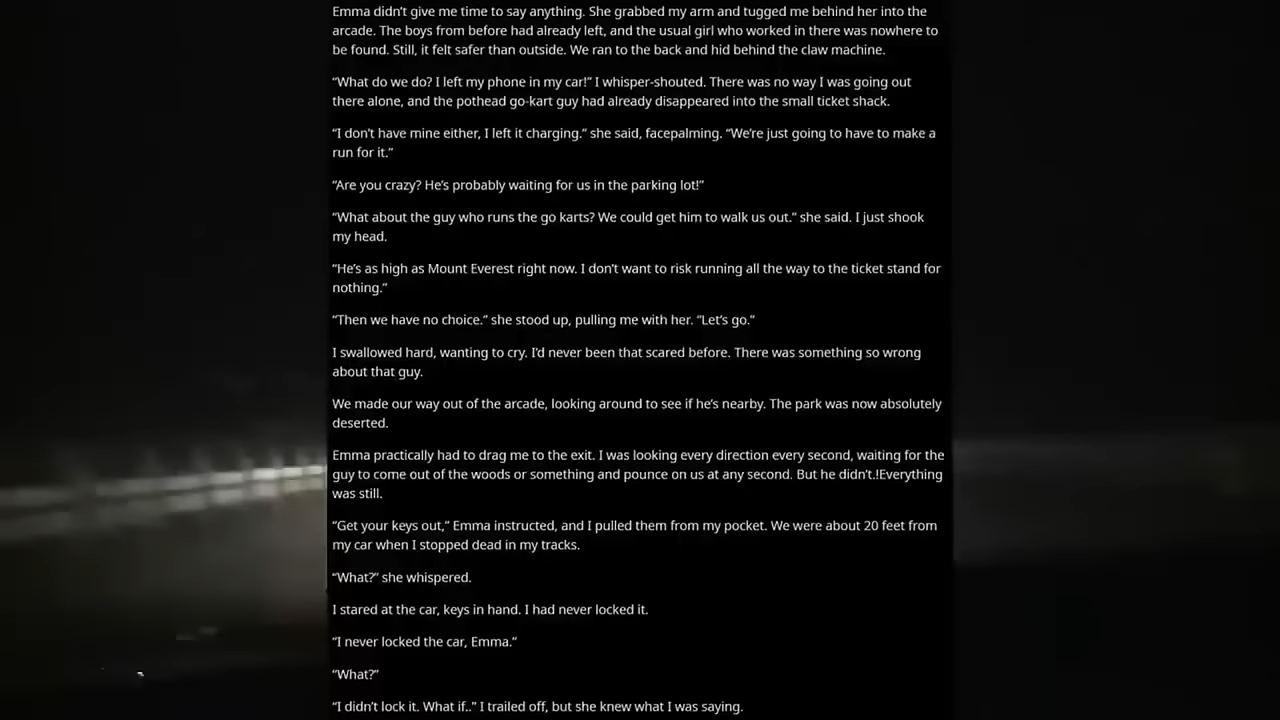 Emma didn’t give me time to say anything. She grabbed my arm and tugged me behind her into the
arcade. The boys from before had already left, and the usual girl who worked in there was nowhere to
be found. Still, it felt safer than outside. We ran to the back and hid behind the claw machine.
“What do we do? I left my phone in my car!” I whisper-shouted. There was no way I was going out
there alone, and the pothead go-kart guy had already disappeared into the small ticket shack.
“I don’t have mine either, I left it charging.” she said, facepalming. “We’re just going to have to make a
run for it.”
“Are you crazy? He’s probably waiting for us in the parking lot!”
“What about the guy who runs the go karts? We could get him to walk us out.” she said. I just shook
my head.
“He’s as high as Mount Everest right now. I don’t want to risk running all the way to the ticket stand for
nothing.”
“Then we have no choice.” she stood up, pulling me with her. “Let’s go.”
I swallowed hard, wanting to cry. I’d never been that scared before. There was something so wrong
about that guy.
We made our way out of the arcade, looking around to see if he’s nearby. The park was now absolutely
deserted.
Emma practically had to drag me to the exit. I was looking every direction every second, waiting for the
guy to come out of the woods or something and pounce on us at any second. But he didn’t.!Everything
was still.
“Get your keys out,” Emma instructed, and I pulled them from my pocket. We were about 20 feet from
my car when I stopped dead in my tracks.
“What?” she whispered.
I stared at the car, keys in hand. I had never locked it.
“I never locked the car, Emma.”
“What?”
“I didn’t lock it. What if..” I trailed off, but she knew what I was saying.